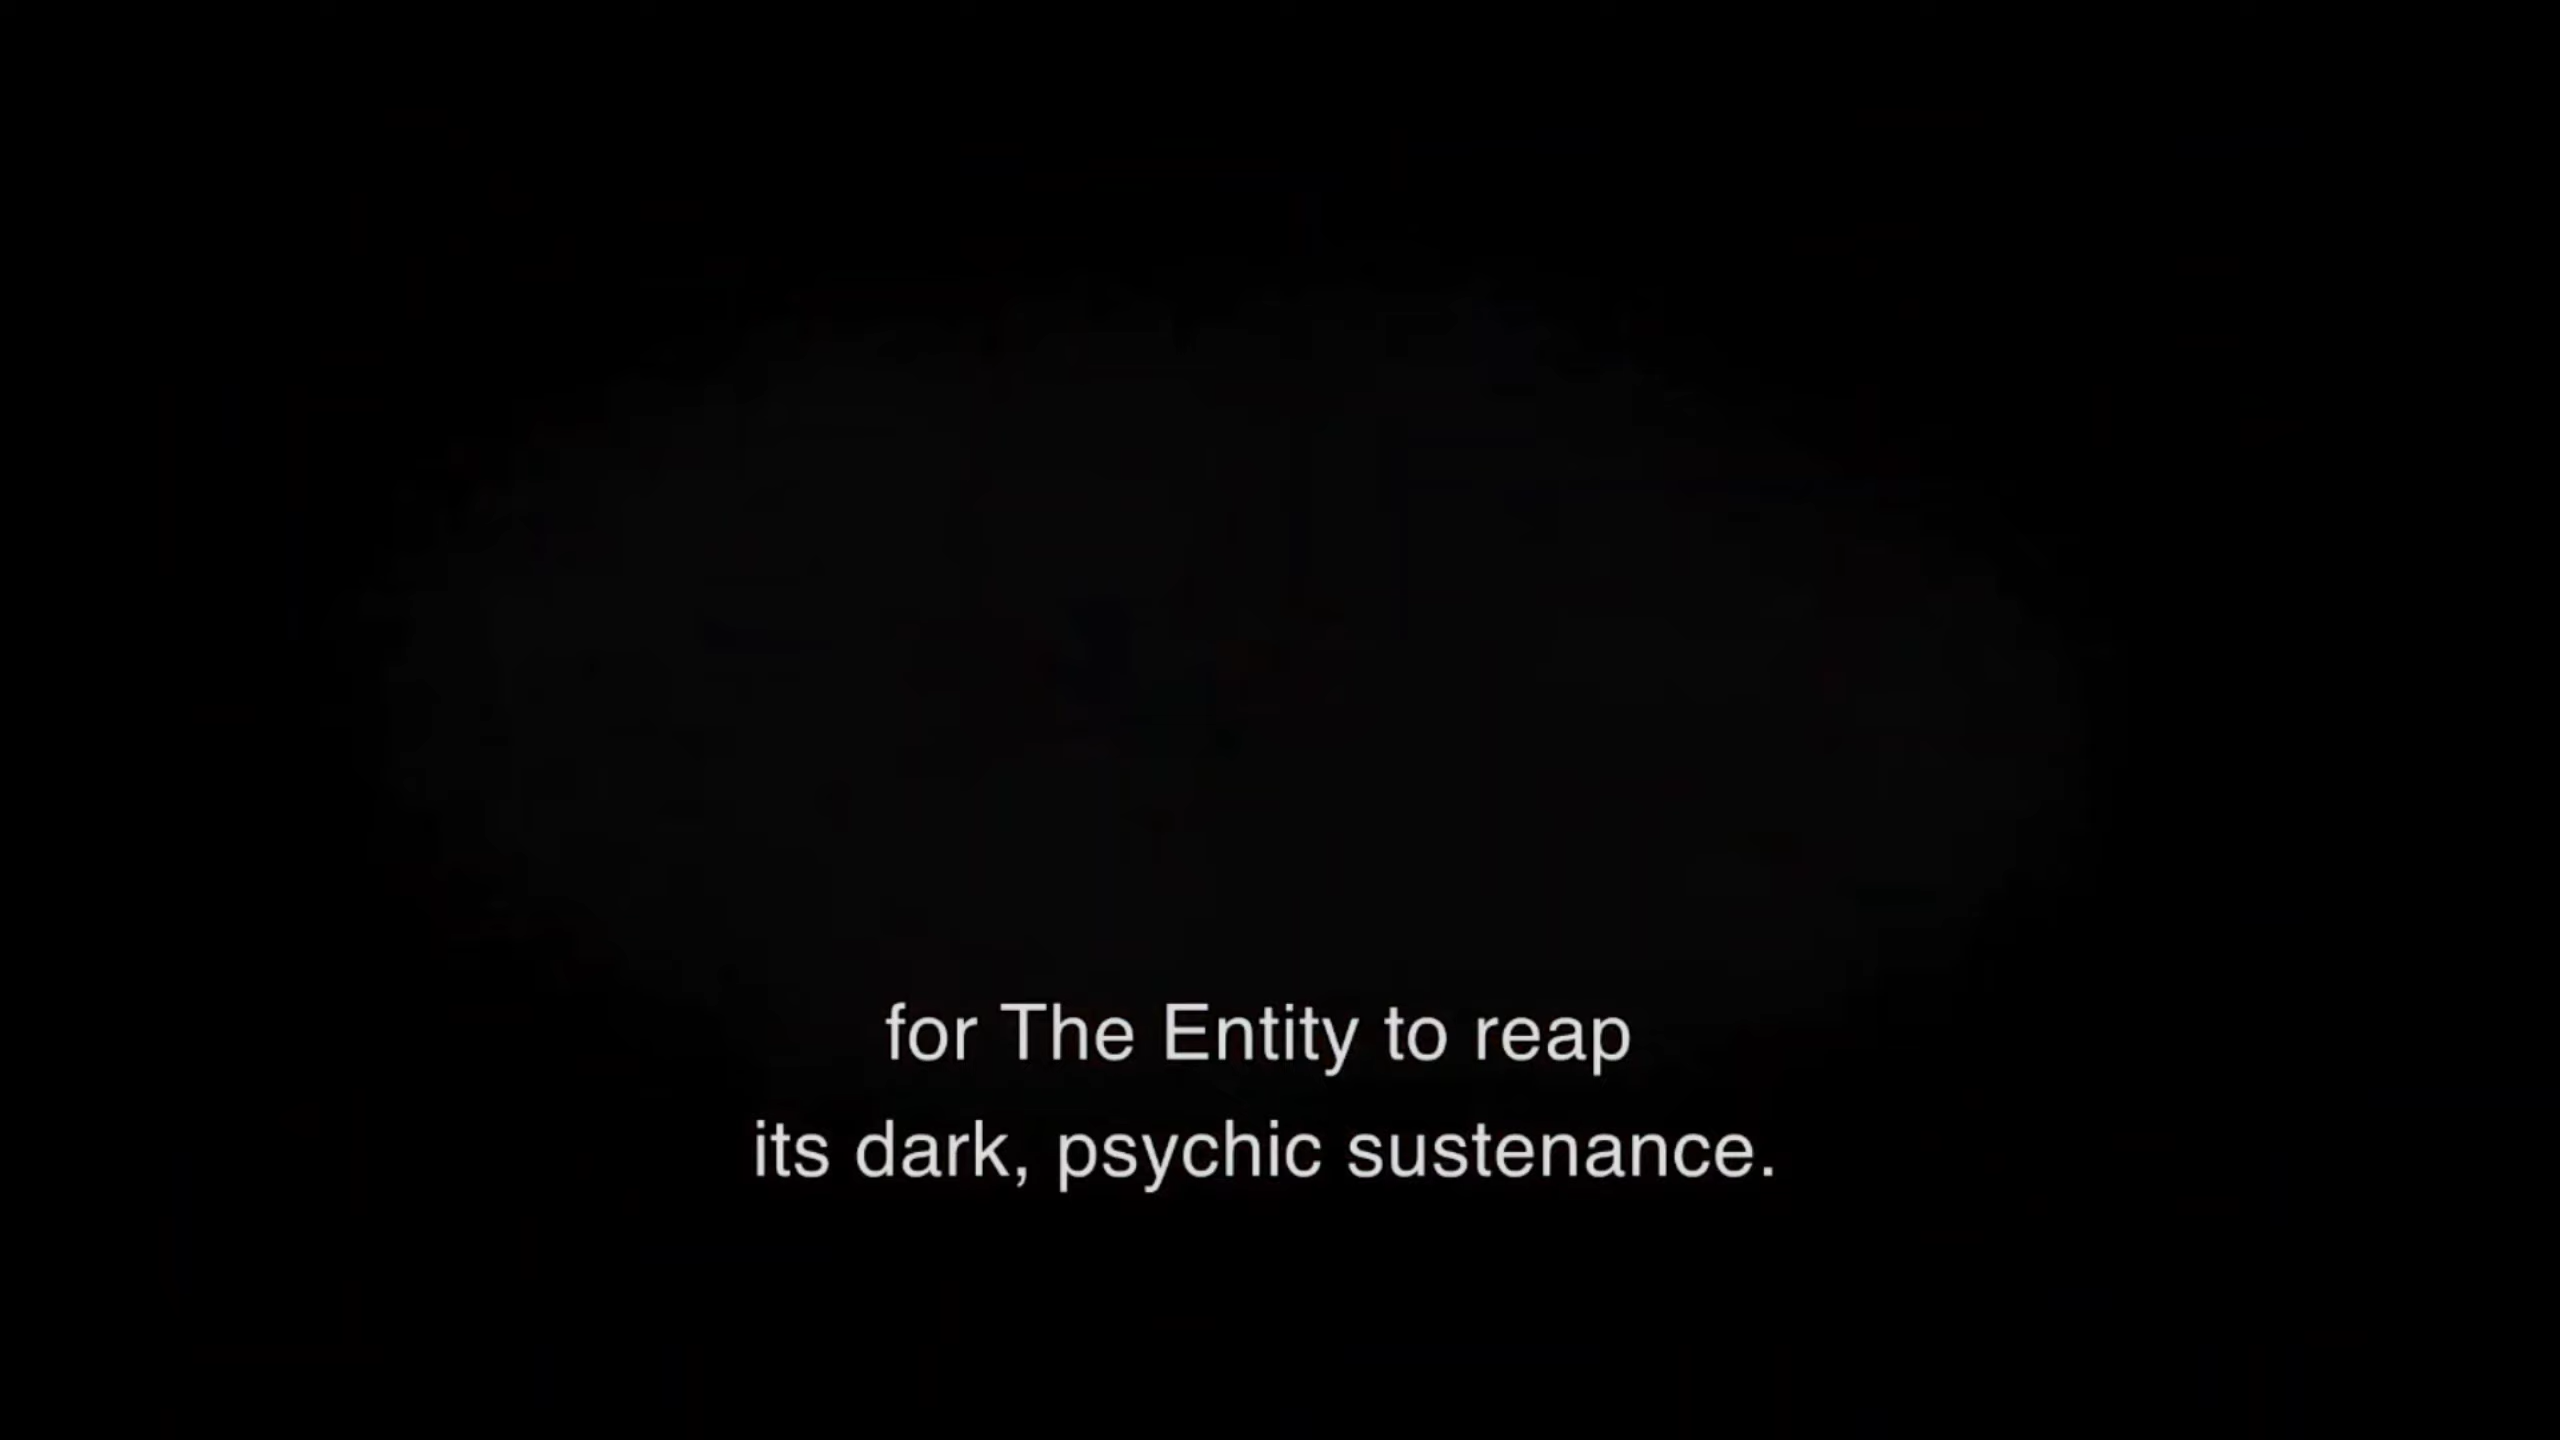 for The Entity to reap
its dark, psychic sustenance.